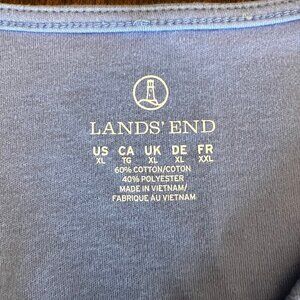 LANDS' END
US CA UK DE FR
XL TG XL XL XXL
60% COTTON/COTON
40% POLYESTER
MADE IN VIETNAM/
FABRIQUÉ AU VIETNAM